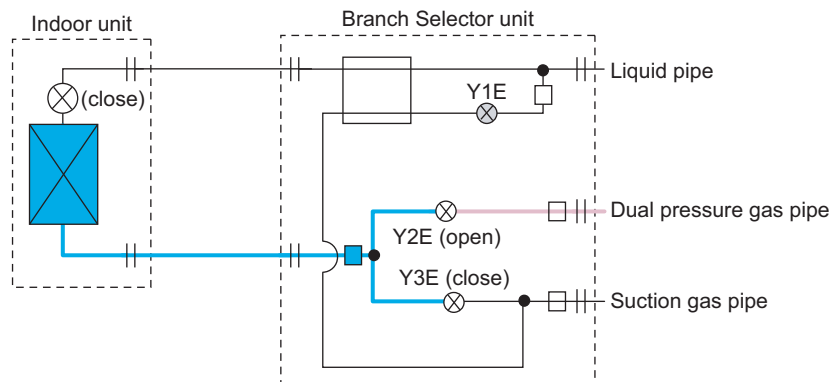 Indoor unit
Branch Selector unit
(close)
Y1E
Liquid pipe
Y2E (open)
Dual pressure gas pipe
Y3E (close)
Suction gas pipe